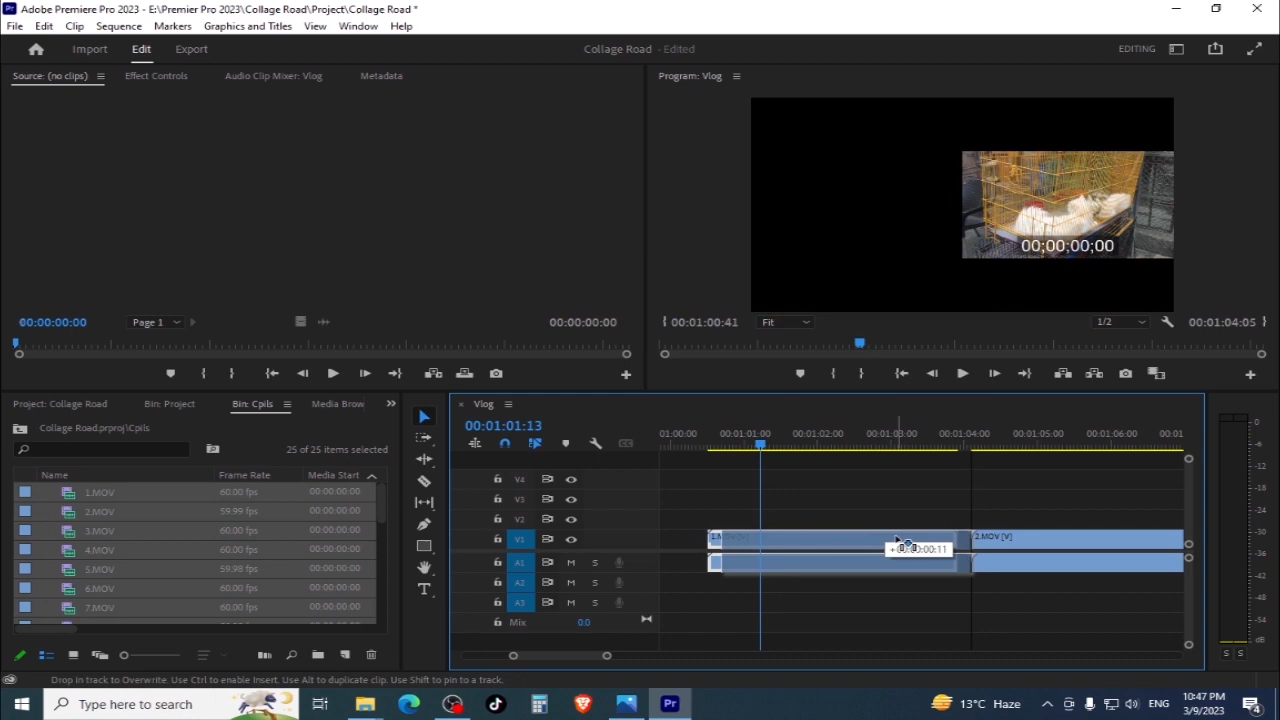 Adobe Premiere Pro 2023 - E:\Premier Pro 2023\Collage Road\Project\Collage Road *
File Edit Clip Sequence Markers Graphics and Titles View Window Help
Import Edit Export
Collage Road - Edited
EDITING
Source: (no clips) Effect Controls Audio Clip Mixer: Vlog Metadata
Program: Vlog
00;00;00;00
00:00:00:00 Page 1 00:00:00:00
00:01:00:41 Fit 1/2 00:01:04:05
Project: Collage Road Bin: Project Bin: Cpils Media Brow
Collage Road.prproj\Cpils
25 of 25 items selected
Name Frame Rate Media Start
1.MOV 60.00 fps 00:00:00:00
2.MOV 59.99 fps 00:00:00:00
3.MOV 60.00 fps 00:00:00:00
4.MOV 60.00 fps 00:00:00:00
5.MOV 59.98 fps 00:00:00:00
6.MOV 60.00 fps 00:00:00:00
7.MOV 60.00 fps 00:00:00:00
Vlog
00:01:01:13
01:00:00 00:01:01:00 00:01:02:00 00:01:03:00 00:01:04:00 00:01:05:00 00:01:06:00 00:01
V4
V3
V2
V1 2.MOV [V]
A1 M S
A2 M S
A3 M S
Mix 0.0
0
-6
-12
-18
-24
-30
-36
-42
-48
-54
dB
S S
Drop in track to Overwrite. Use Ctrl to enable Insert. Use Alt to duplicate clip. Use Shift to pin to a track.
Type here to search
13°C Haze
ENG
10:47 PM
3/9/2023
4